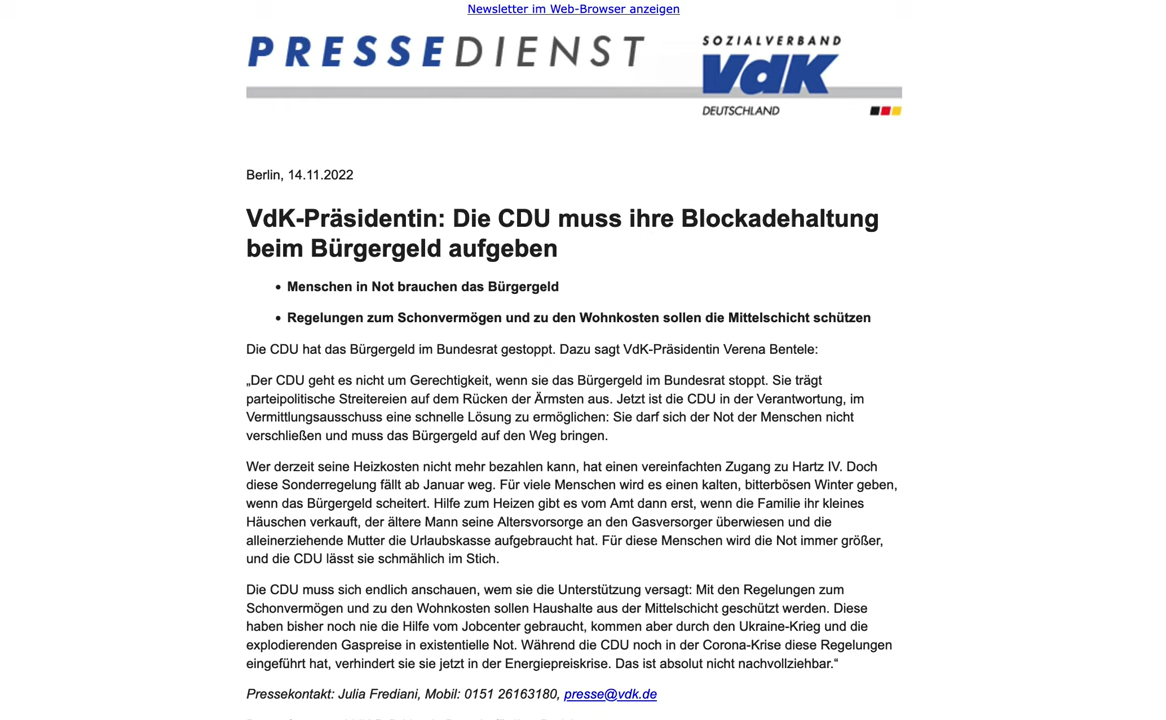 Newsletter im Web-Browser anzeigen
PRESSEDIENST
SOZIALVERBAND
VdK
DEUTSCHLAND
Berlin, 14.11.2022
VdK-Präsidentin: Die CDU muss ihre Blockadehaltung
beim Bürgergeld aufgeben
• Menschen in Not brauchen das Bürgergeld
• Regelungen zum Schonvermögen und zu den Wohnkosten sollen die Mittelschicht schützen
Die CDU hat das Bürgergeld im Bundesrat gestoppt. Dazu sagt VdK-Präsidentin Verena Bentele:
„Der CDU geht es nicht um Gerechtigkeit, wenn sie das Bürgergeld im Bundesrat stoppt. Sie trägt
parteipolitische Streitereien auf dem Rücken der Ärmsten aus. Jetzt ist die CDU in der Verantwortung, im
Vermittlungsausschuss eine schnelle Lösung zu ermöglichen: Sie darf sich der Not der Menschen nicht
verschließen und muss das Bürgergeld auf den Weg bringen.
Wer derzeit seine Heizkosten nicht mehr bezahlen kann, hat einen vereinfachten Zugang zu Hartz IV. Doch
diese Sonderregelung fällt ab Januar weg. Für viele Menschen wird es einen kalten, bitterbösen Winter geben,
wenn das Bürgergeld scheitert. Hilfe zum Heizen gibt es vom Amt dann erst, wenn die Familie ihr kleines
Häuschen verkauft, der ältere Mann seine Altersvorsorge an den Gasversorger überwiesen und die
alleinerziehende Mutter die Urlaubskasse aufgebraucht hat. Für diese Menschen wird die Not immer größer,
und die CDU lässt sie schmählich im Stich.
Die CDU muss sich endlich anschauen, wem sie die Unterstützung versagt: Mit den Regelungen zum
Schonvermögen und zu den Wohnkosten sollen Haushalte aus der Mittelschicht geschützt werden. Diese
haben bisher noch nie die Hilfe vom Jobcenter gebraucht, kommen aber durch den Ukraine-Krieg und die
explodierenden Gaspreise in existentielle Not. Während die CDU noch in der Corona-Krise diese Regelungen
eingeführt hat, verhindert sie sie jetzt in der Energiepreiskrise. Das ist absolut nicht nachvollziehbar.“
Pressekontakt: Julia Frediani, Mobil: 0151 26163180, presse@vdk.de